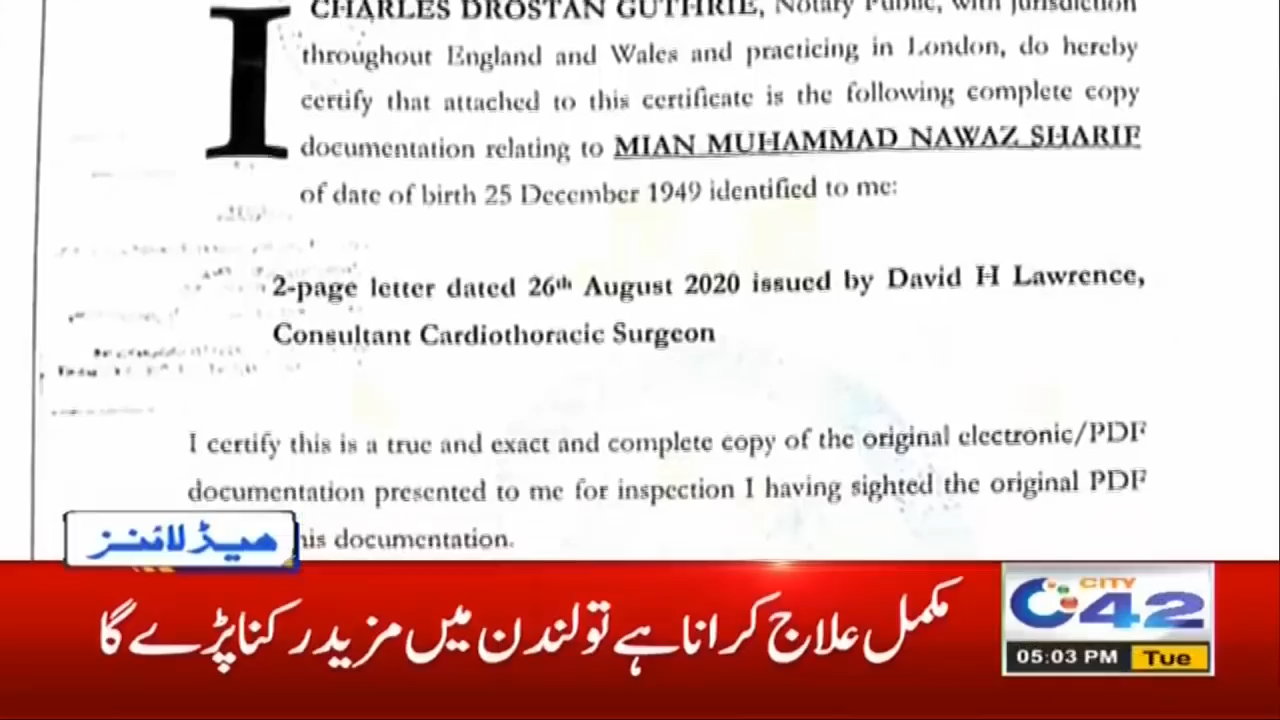 I CHARLES DROSTAN GUTHRIE, Notary Public, with jurisdiction
throughout England and Wales and practicing in London, do hereby
certify that attached to this certificate is the following complete copy
documentation relating to MIAN MUHAMMAD NAWAZ SHARIF
of date of birth 25 December 1949 identified to me:
2-page letter dated 26th August 2020 issued by David H Lawrence,
Consultant Cardiothoracic Surgeon
I certify this is a true and exact and complete copy of the original electronic/PDF
documentation presented to me for inspection I having sighted the original PDF
his documentation.
ہیڈلائنز
مکمل علاج کرانا ہے تو لندن میں مزید رکنا پڑے گا
CITY
42
05:03 PM Tue